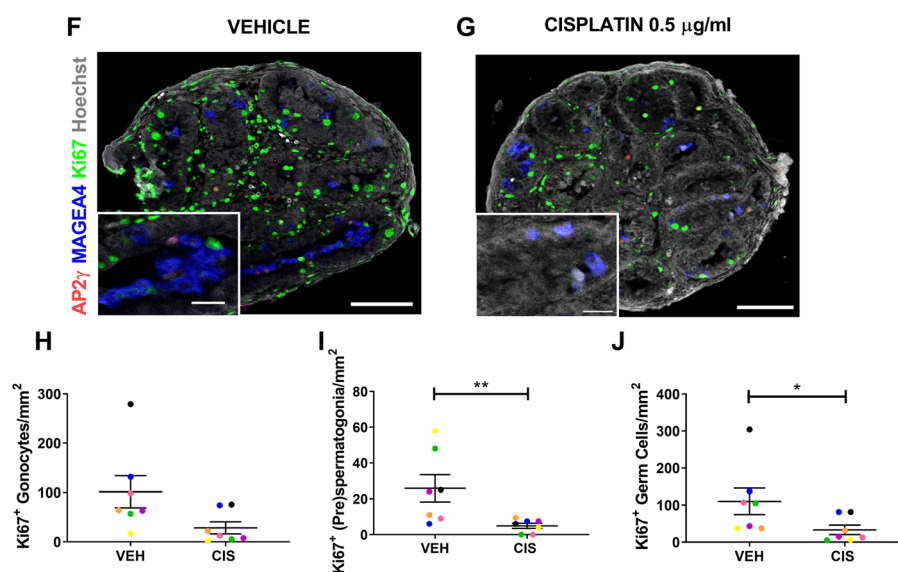 F VEHICLE G CISPLATIN 0.5 μg/ml
AP2γ MAGEA4 Ki67 Hoechst
H
Ki67+ Gonocytes/mm2
300
200
100
0
VEH CIS
I
Ki67+ (Pre)spermatogonia/mm2
80
60
40
20
0
**
VEH CIS
J
Ki67+ Germ Cells/mm2
400
300
200
100
0
*
VEH CIS